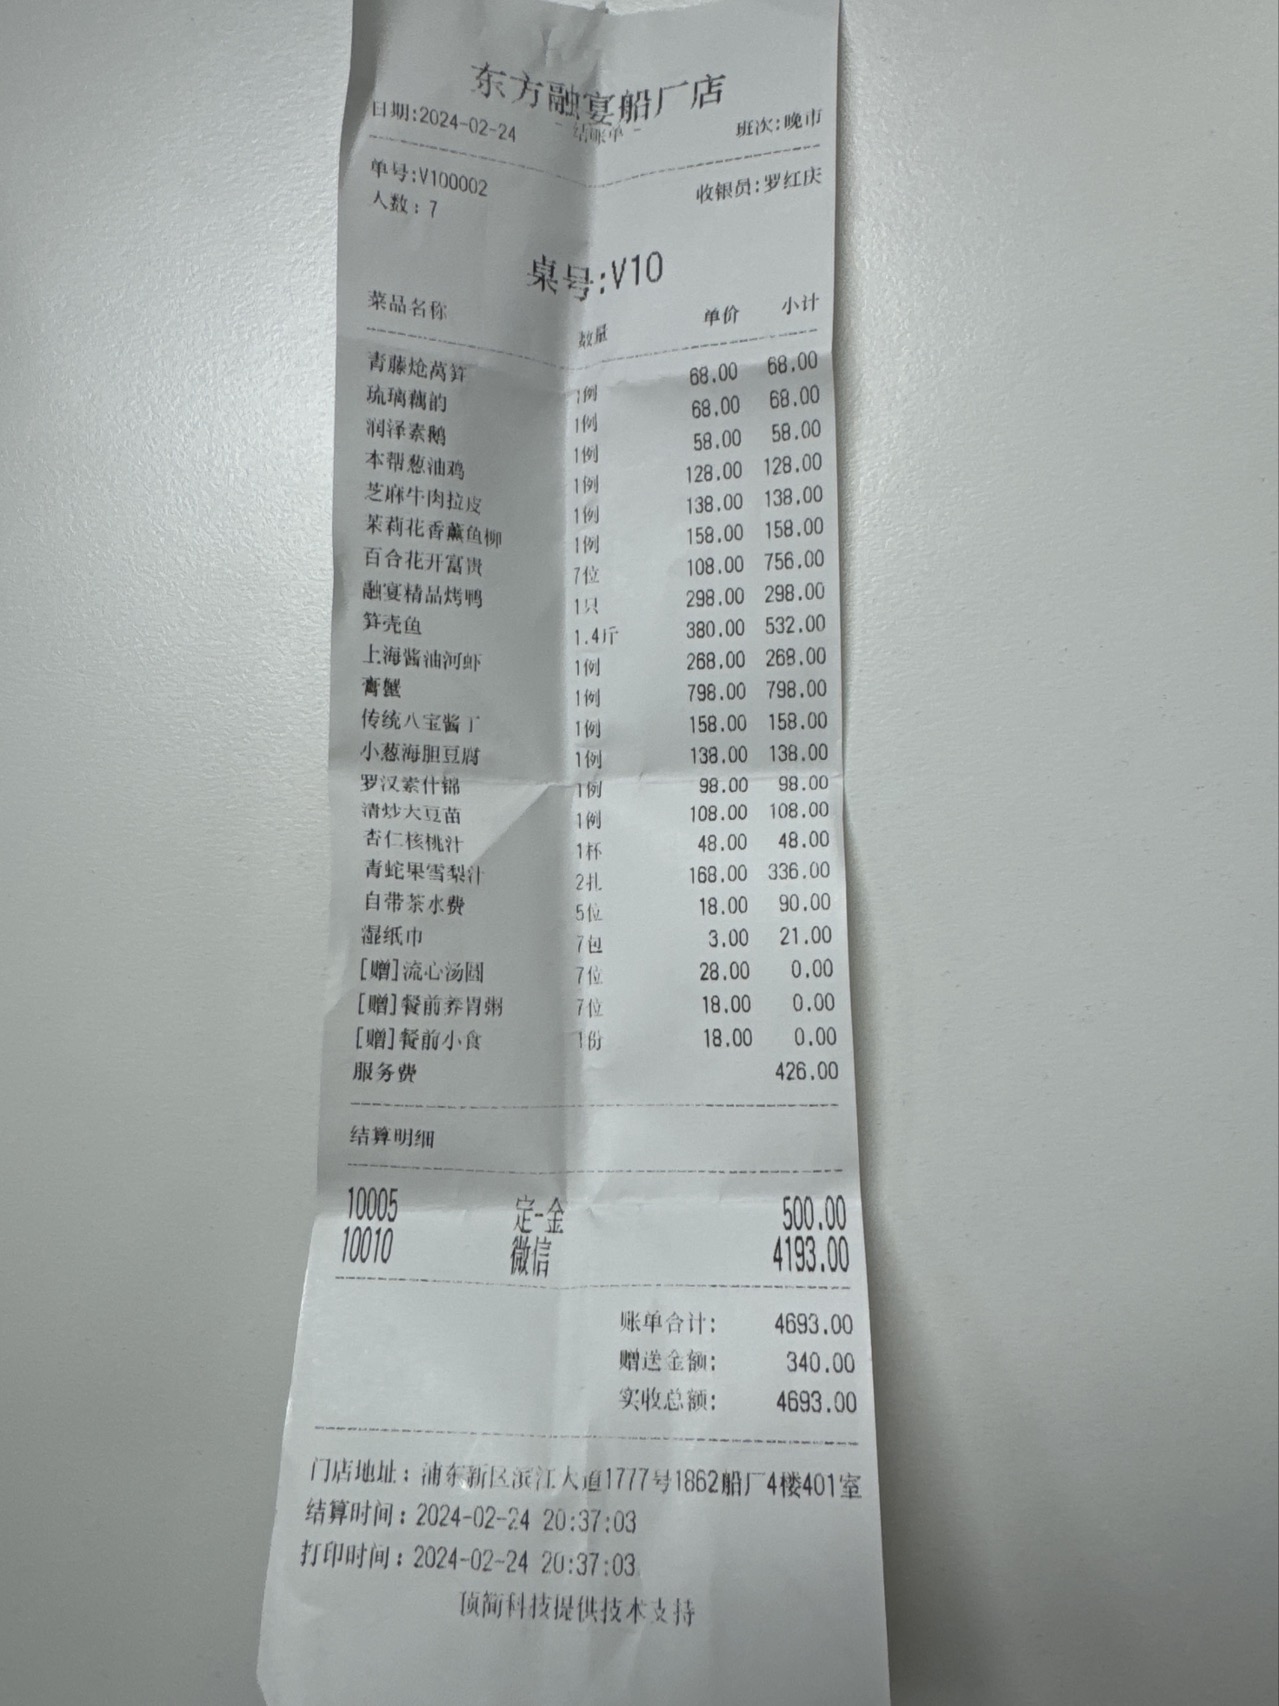 东方融宴船厂店
- 结账单 -
日期:2024-02-24 班次:晚市
单号:V100002 收银员:罗红庆
人数:7
桌号:V10
菜品名称 数量 单价 小计
青藤炝莴笋 1例 68.00 68.00
琉璃藕韵 1例 68.00 68.00
润泽素鹅 1例 58.00 58.00
本帮葱油鸡 1例 128.00 128.00
芝麻牛肉拉皮 1例 138.00 138.00
茉莉花香薰鱼柳 1例 158.00 158.00
百合花开富贵 7位 108.00 756.00
融宴精品烤鸭 1只 298.00 298.00
笋壳鱼 1.4斤 380.00 532.00
上海酱油河虾 1例 268.00 268.00
膏蟹 1例 798.00 798.00
传统八宝酱丁 1例 158.00 158.00
小葱海胆豆腐 1例 138.00 138.00
罗汉素什锦 1例 98.00 98.00
清炒大豆苗 1例 108.00 108.00
杏仁核桃汁 1杯 48.00 48.00
青蛇果雪梨汁 2扎 168.00 336.00
自带茶水费 5位 18.00 90.00
湿纸巾 7包 3.00 21.00
[赠]流心汤圆 7位 28.00 0.00
[赠]餐前养胃粥 7位 18.00 0.00
[赠]餐前小食 1份 18.00 0.00
服务费 426.00
结算明细
10005 定-金 500.00
10010 微信 4193.00
账单合计: 4693.00
赠送金额: 340.00
实收总额: 4693.00
门店地址：浦东新区滨江大道1777号1862船厂4楼401室
结算时间：2024-02-24 20:37:03
打印时间：2024-02-24 20:37:03
顶简科技提供技术支持